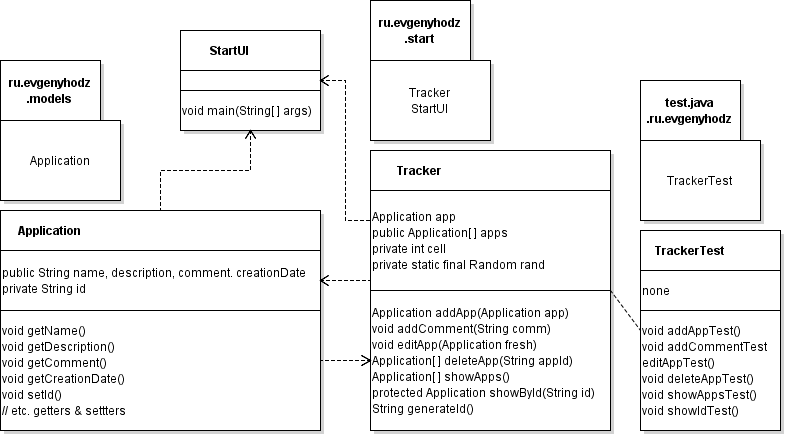 ru.evgenyhodz
.models
Application
StartUI
void main(String[ ] args)
ru.evgenyhodz
.start
Tracker
StartUI
test.java
.ru.evgenyhodz
TrackerTest
Application
public String name, description, comment. creationDate
private String id
void getName()
void getDescription()
void getComment()
void getCreationDate()
void setId()
// etc. getters & settters
Tracker
Application app
public Application[ ] apps
private int cell
private static final Random rand
Application addApp(Application app)
void addComment(String comm)
void editApp(Application fresh)
Application[ ] deleteApp(String appId)
Application[ ] showApps()
protected Application showById(String id)
String generateId()
TrackerTest
none
void addAppTest()
void addCommentTest
editAppTest()
void deleteAppTest()
void showAppsTest()
void showIdTest()